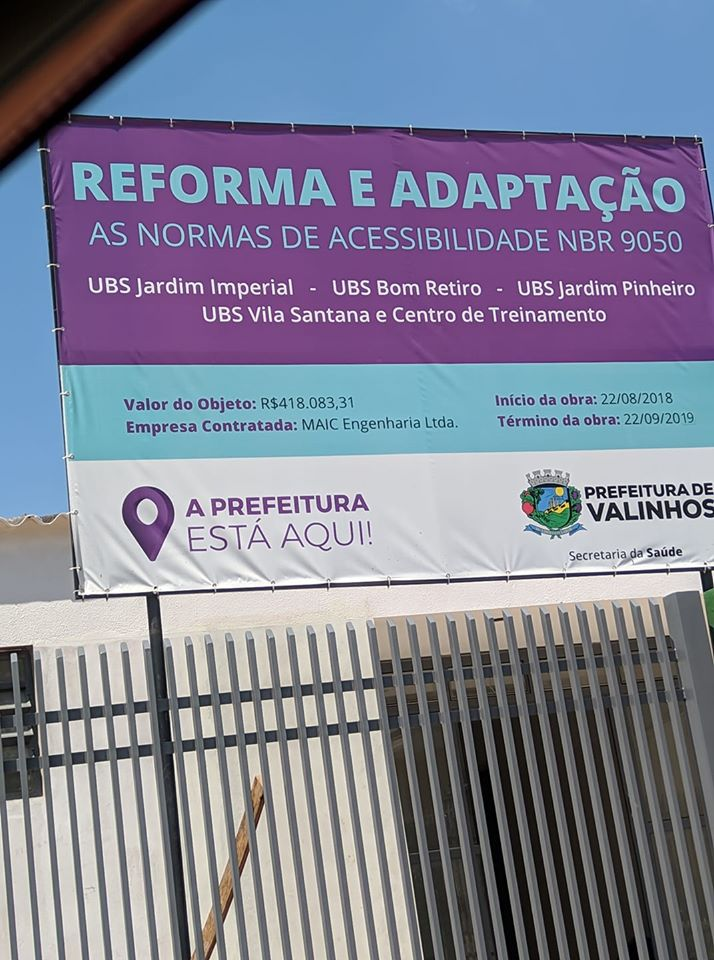 REFORMA E ADAPTAÇÃO
AS NORMAS DE ACESSIBILIDADE NBR 9050
UBS Jardim Imperial - UBS Bom Retiro - UBS Jardim Pinheiro
UBS Vila Santana e Centro de Treinamento
Valor do Objeto: R$418.083,31
Empresa Contratada: MAIC Engenharia Ltda.
Início da obra: 22/08/2018
Término da obra: 22/09/2019
A PREFEITURA
ESTÁ AQUI!
PREFEITURA DE
VALINHOS
Secretaria da Saúde